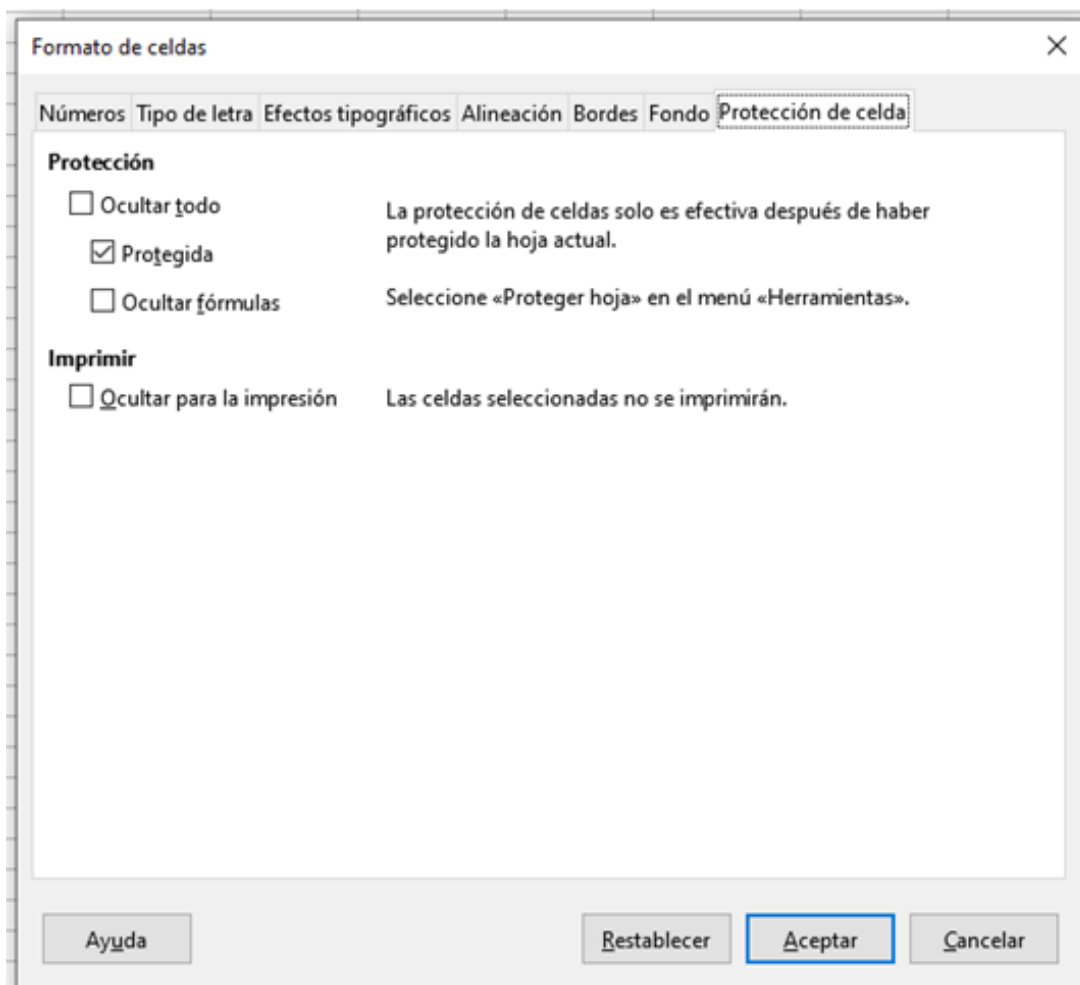 Formato de celdas
Números Tipo de letra Efectos tipográficos Alineación Bordes Fondo Protección de celda
Protección
Ocultar todo
La protección de celdas solo es efectiva después de haber
protegido la hoja actual.
Protegida
Ocultar fórmulas
Seleccione «Proteger hoja» en el menú «Herramientas».
Imprimir
Ocultar para la impresión
Las celdas seleccionadas no se imprimirán.
Ayuda Restablecer Aceptar Cancelar